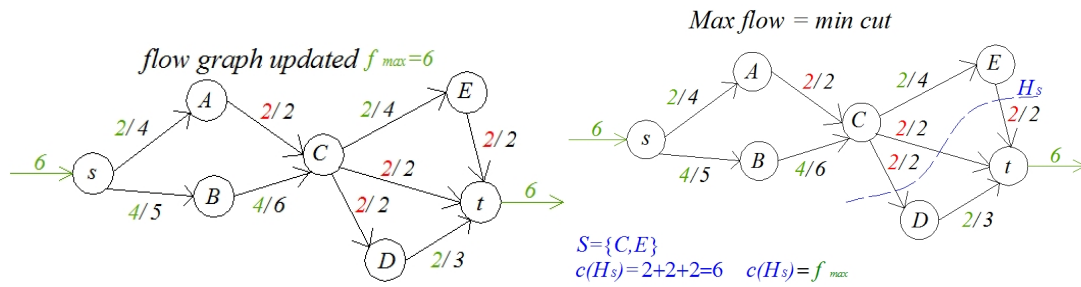 Max flow = min cut
flow graph updated f max=6
A
2/2
2/4
E
2/4
2/2
C
2/2
6
s
2/2
t
6
4/5
B
4/6
2/2
D
2/3
A
2/2
2/4
E
Hs
2/4
2/2
C
2/2
6
s
2/2
t
6
4/5
B
4/6
D
2/3
S={C,E}
c(Hs)=2+2+2=6 c(Hs)=f max